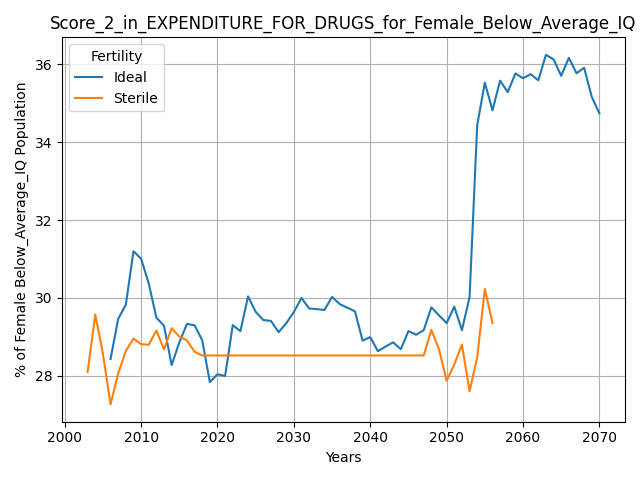 Score_2_in_EXPENDITURE_FOR_DRUGS_for_Female_Below_Average_IQ
Fertility
Ideal
Sterile
% of Female Below_Average_IQ Population
36
34
32
30
28
2000 2010 2020 2030 2040 2050 2060 2070
Years